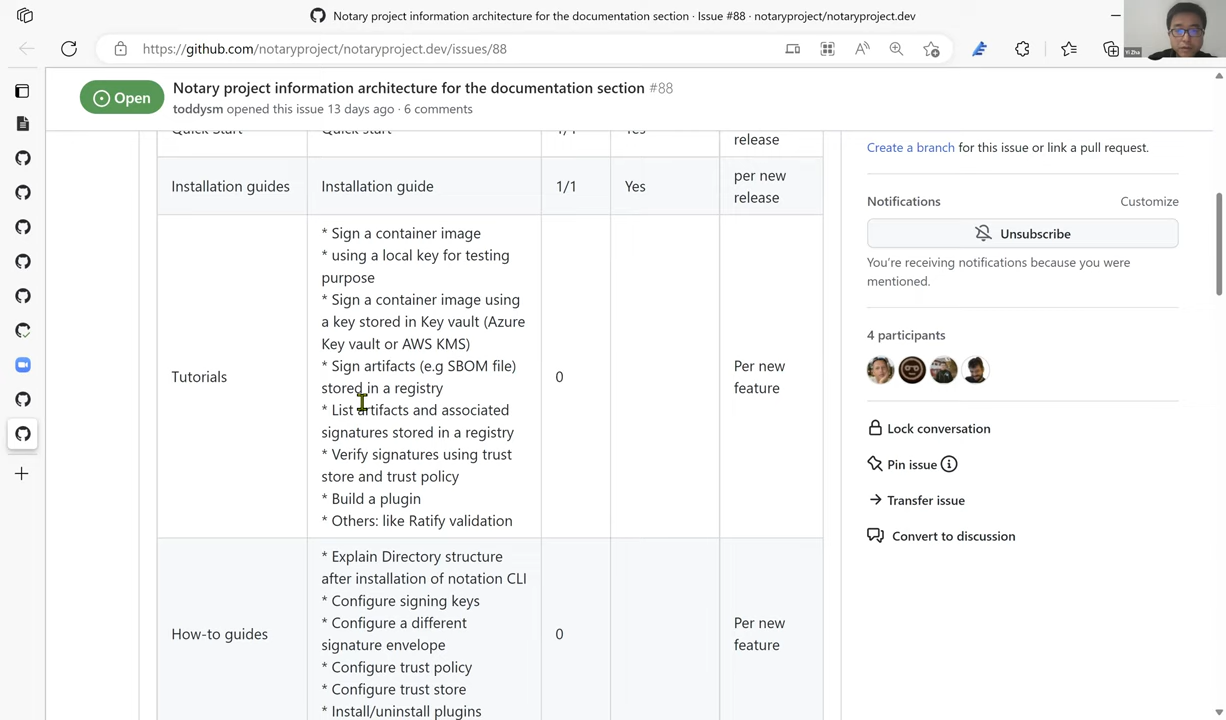 Notary project information architecture for the documentation section · Issue #88 · notaryproject/notaryproject.dev
https://github.com/notaryproject/notaryproject.dev/issues/88
Yi Zha
Open
Notary project information architecture for the documentation section #88
toddysm opened this issue 13 days ago · 6 comments
Quick Start
Quick start
1/1
Yes
release
Installation guides
Installation guide
1/1
Yes
per new
release
Tutorials
* Sign a container image
* using a local key for testing
purpose
* Sign a container image using
a key stored in Key vault (Azure
Key vault or AWS KMS)
* Sign artifacts (e.g SBOM file)
stored in a registry
* List artifacts and associated
signatures stored in a registry
* Verify signatures using trust
store and trust policy
* Build a plugin
* Others: like Ratify validation
0
Per new
feature
How-to guides
* Explain Directory structure
after installation of notation CLI
* Configure signing keys
* Configure a different
signature envelope
* Configure trust policy
* Configure trust store
* Install/uninstall plugins
0
Per new
feature
Create a branch for this issue or link a pull request.
Notifications
Customize
Unsubscribe
You're receiving notifications because you were
mentioned.
4 participants
Lock conversation
Pin issue
Transfer issue
Convert to discussion